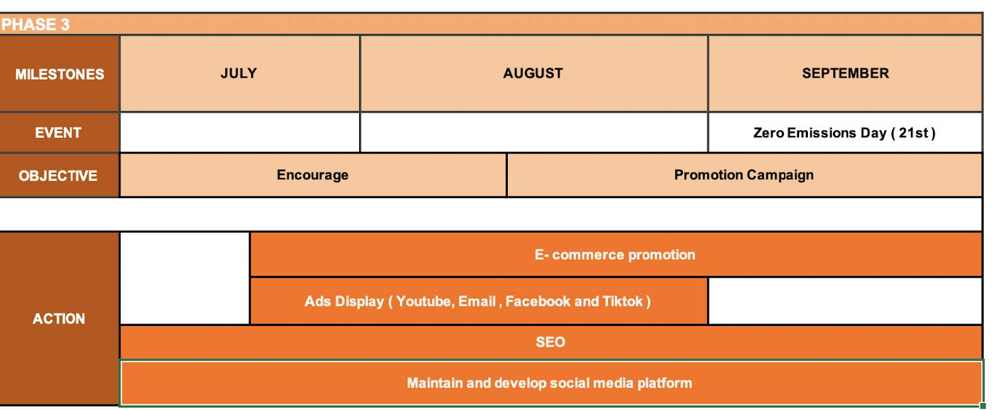 PHASE 3
MILESTONES
JULY
AUGUST
SEPTEMBER
EVENT
Zero Emissions Day ( 21st )
OBJECTIVE
Encourage
Promotion Campaign
ACTION
E- commerce promotion
Ads Display ( Youtube, Email , Facebook and Tiktok )
SEO
Maintain and develop social media platform